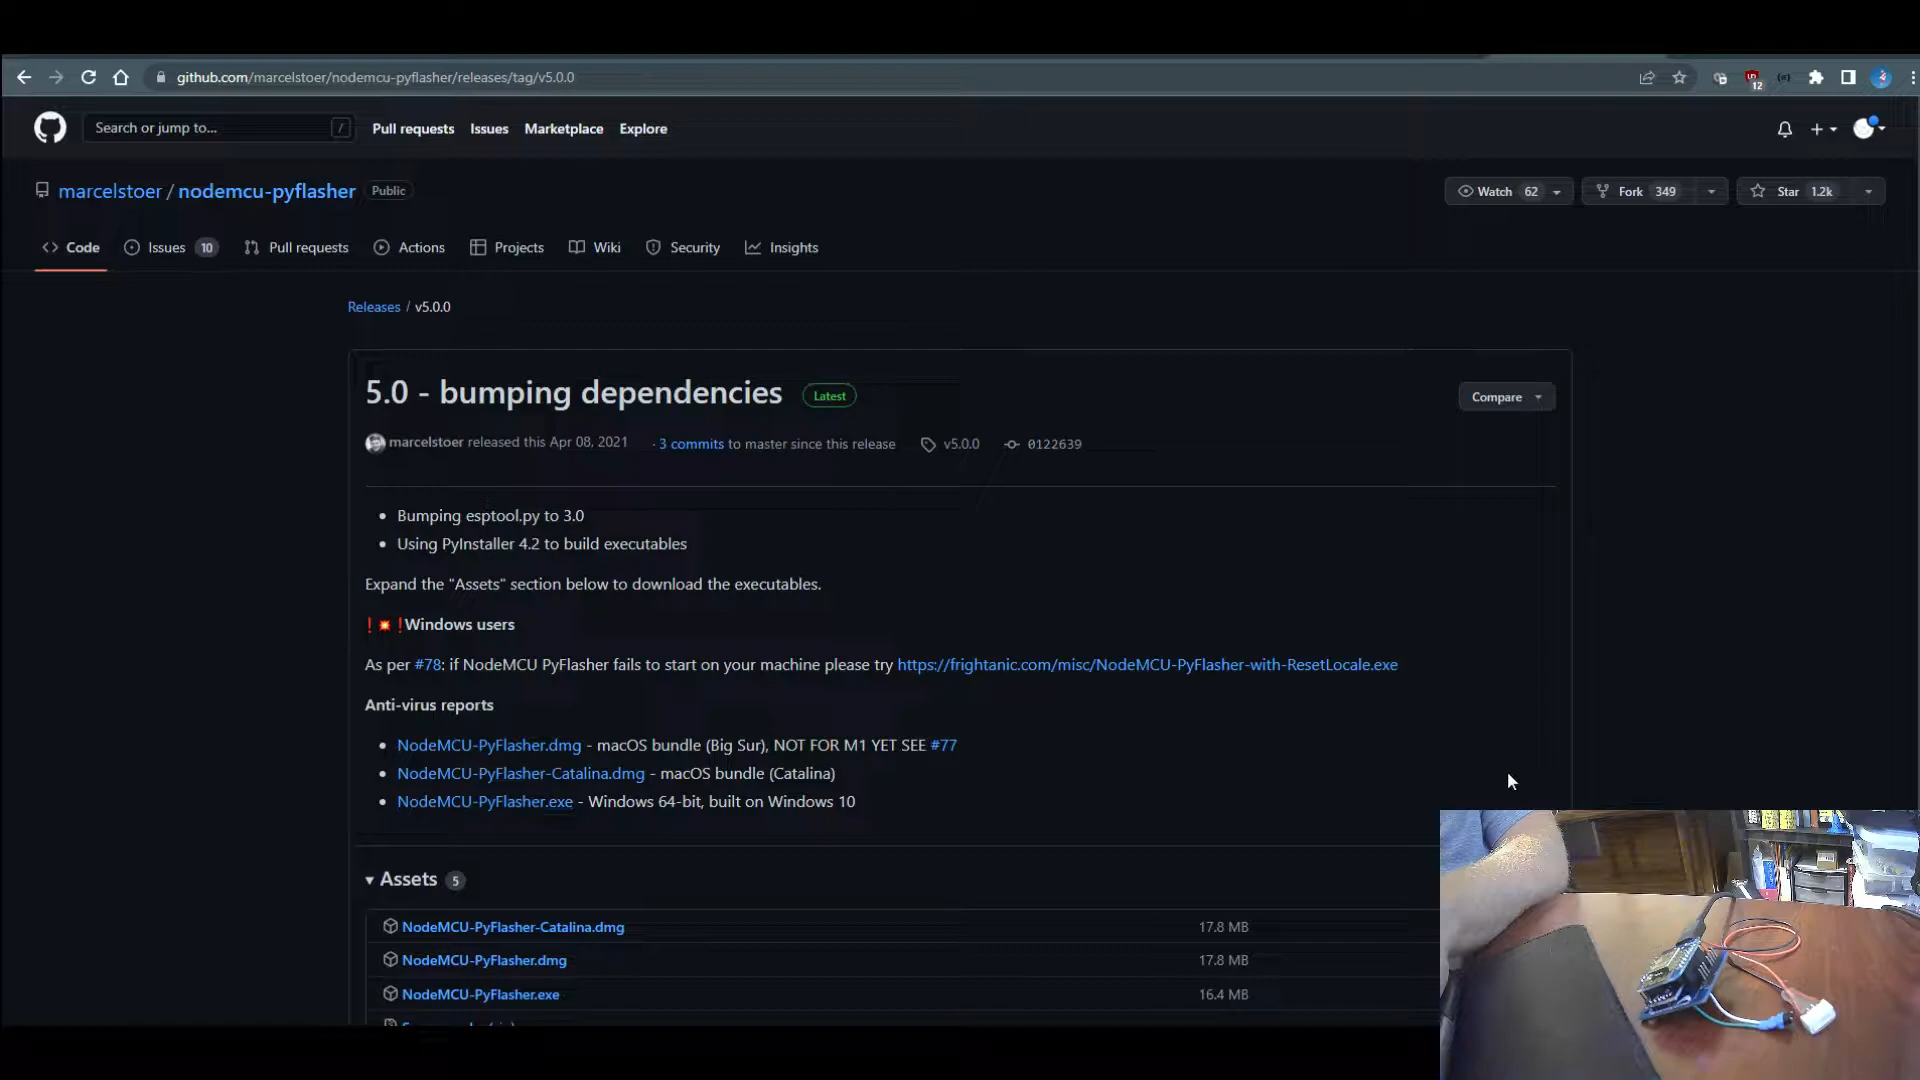 github.com/marcelstoer/nodemcu-pyflasher/releases/tag/v5.0.0
12
Search or jump to... /
Pull requests Issues Marketplace Explore
marcelstoer / nodemcu-pyflasher Public
Watch 62 Fork 349 Star 1.2k
<> Code Issues 10 Pull requests Actions Projects Wiki Security Insights
Releases / v5.0.0
5.0 - bumping dependencies Latest
Compare
marcelstoer released this Apr 08, 2021 · 3 commits to master since this release v5.0.0 0122639
• Bumping esptool.py to 3.0
• Using PyInstaller 4.2 to build executables
Expand the "Assets" section below to download the executables.
❗💥❗Windows users
As per #78: if NodeMCU PyFlasher fails to start on your machine please try https://frightanic.com/misc/NodeMCU-PyFlasher-with-ResetLocale.exe
Anti-virus reports
• NodeMCU-PyFlasher.dmg - macOS bundle (Big Sur), NOT FOR M1 YET SEE #77
• NodeMCU-PyFlasher-Catalina.dmg - macOS bundle (Catalina)
• NodeMCU-PyFlasher.exe - Windows 64-bit, built on Windows 10
Assets 5
NodeMCU-PyFlasher-Catalina.dmg 17.8 MB
NodeMCU-PyFlasher.dmg 17.8 MB
NodeMCU-PyFlasher.exe 16.4 MB